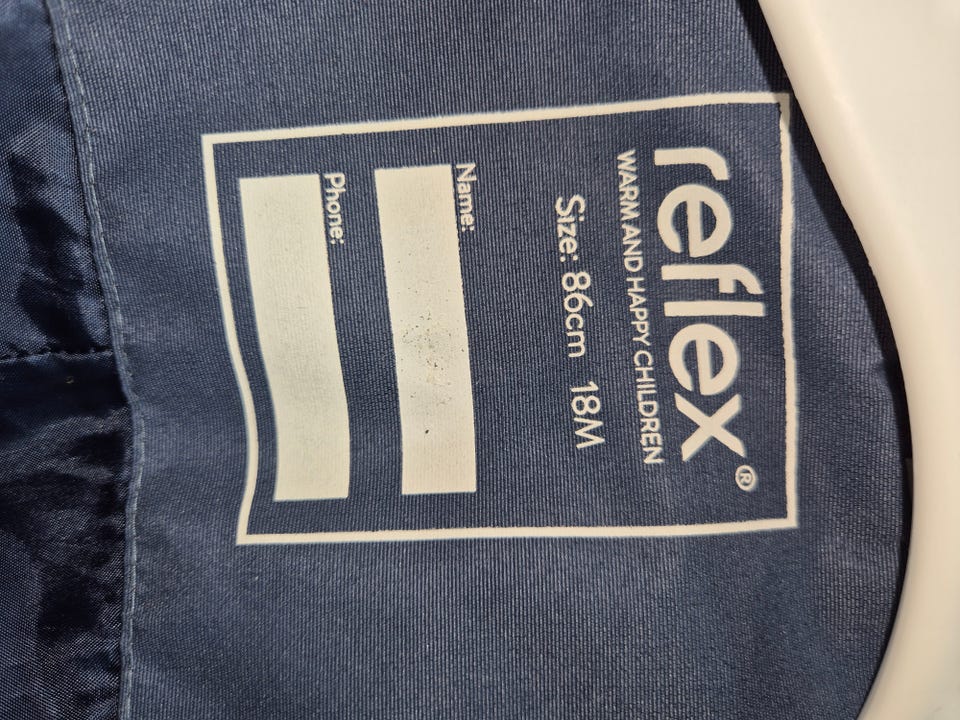 reflex®
WARM AND HAPPY CHILDREN
Size: 86cm 18M
Name:
Phone: